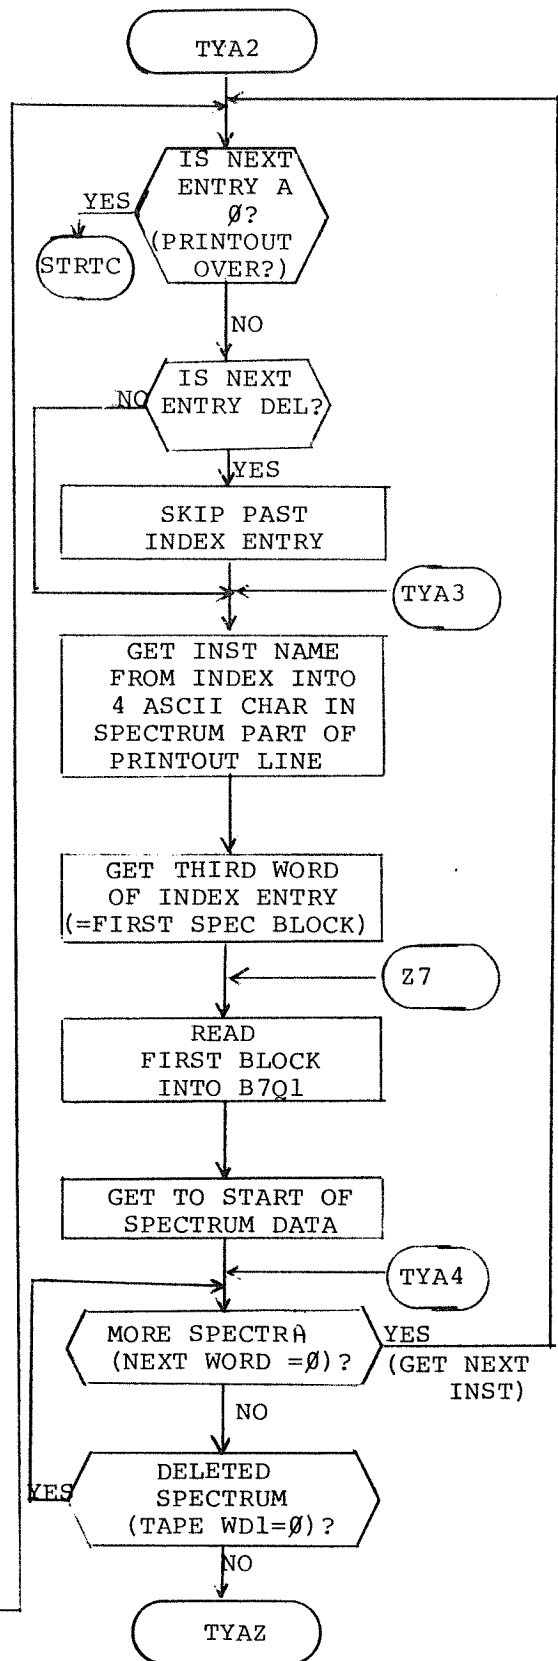 TYA2
IS NEXT
ENTRY A
Ø?
(PRINTOUT
OVER?)
YES
STRTC
NO
IS NEXT
ENTRY DEL?
NO
YES
SKIP PAST
INDEX ENTRY
TYA3
GET INST NAME
FROM INDEX INTO
4 ASCII CHAR IN
SPECTRUM PART OF
PRINTOUT LINE
GET THIRD WORD
OF INDEX ENTRY
(=FIRST SPEC BLOCK)
Z7
READ
FIRST BLOCK
INTO B7Q1
GET TO START OF
SPECTRUM DATA
TYA4
MORE SPECTRA
(NEXT WORD =Ø)?
YES
(GET NEXT
INST)
NO
DELETED
SPECTRUM
(TAPE WD1=Ø)?
YES
NO
TYAZ